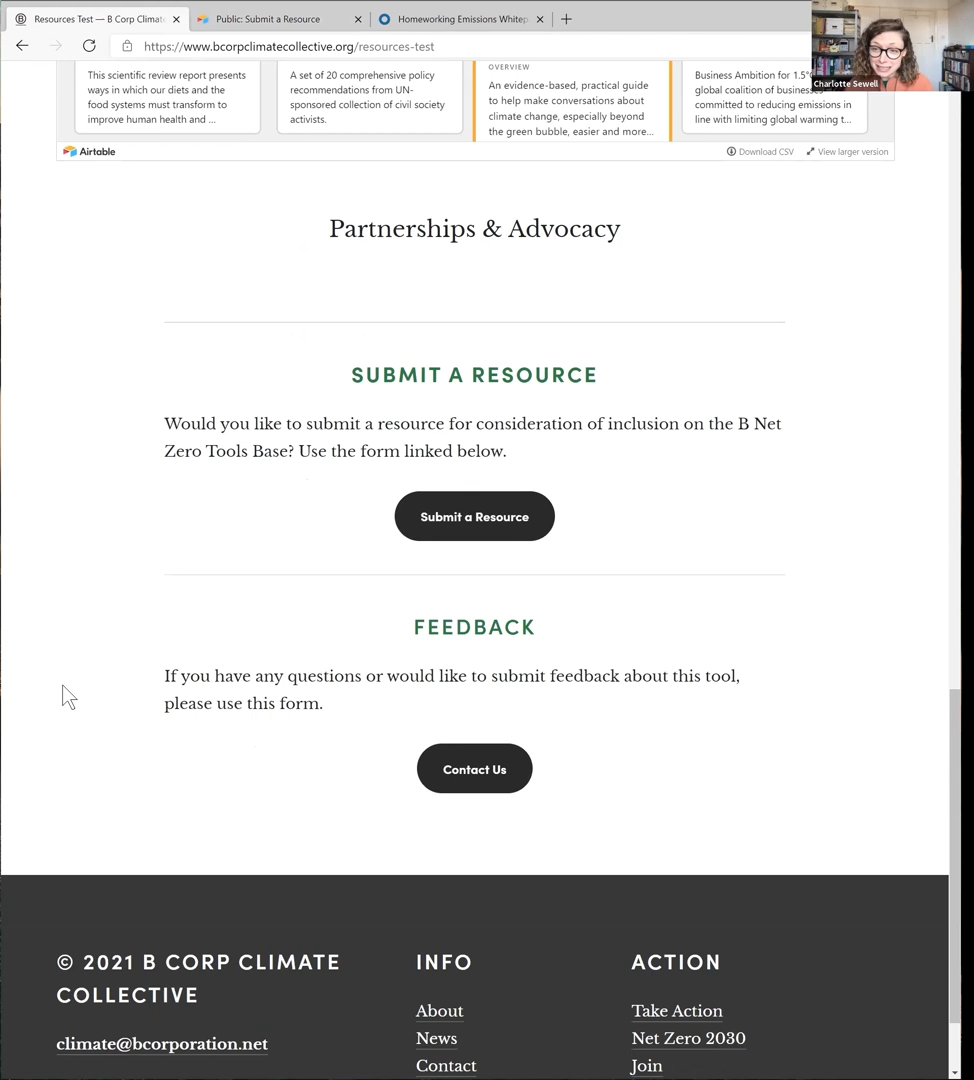 Resources Test — B Corp Climate
Public: Submit a Resource
Homeworking Emissions Whitep
https://www.bcorpclimatecollective.org/resources-test
Charlotte Sewell
This scientific review report presents
ways in which our diets and the
food systems must transform to
improve human health and ...
A set of 20 comprehensive policy
recommendations from UN-
sponsored collection of civil society
activists.
OVERVIEW
An evidence-based, practical guide
to help make conversations about
climate change, especially beyond
the green bubble, easier and more...
Business Ambition for 1.5°
global coalition of business
committed to reducing emissions in
line with limiting global warming t...
Airtable
Download CSV
View larger version
Partnerships & Advocacy
SUBMIT A RESOURCE
Would you like to submit a resource for consideration of inclusion on the B Net
Zero Tools Base? Use the form linked below.
Submit a Resource
FEEDBACK
If you have any questions or would like to submit feedback about this tool,
please use this form.
Contact Us
© 2021 B CORP CLIMATE
COLLECTIVE
climate@bcorporation.net
INFO
About
News
Contact
ACTION
Take Action
Net Zero 2030
Join